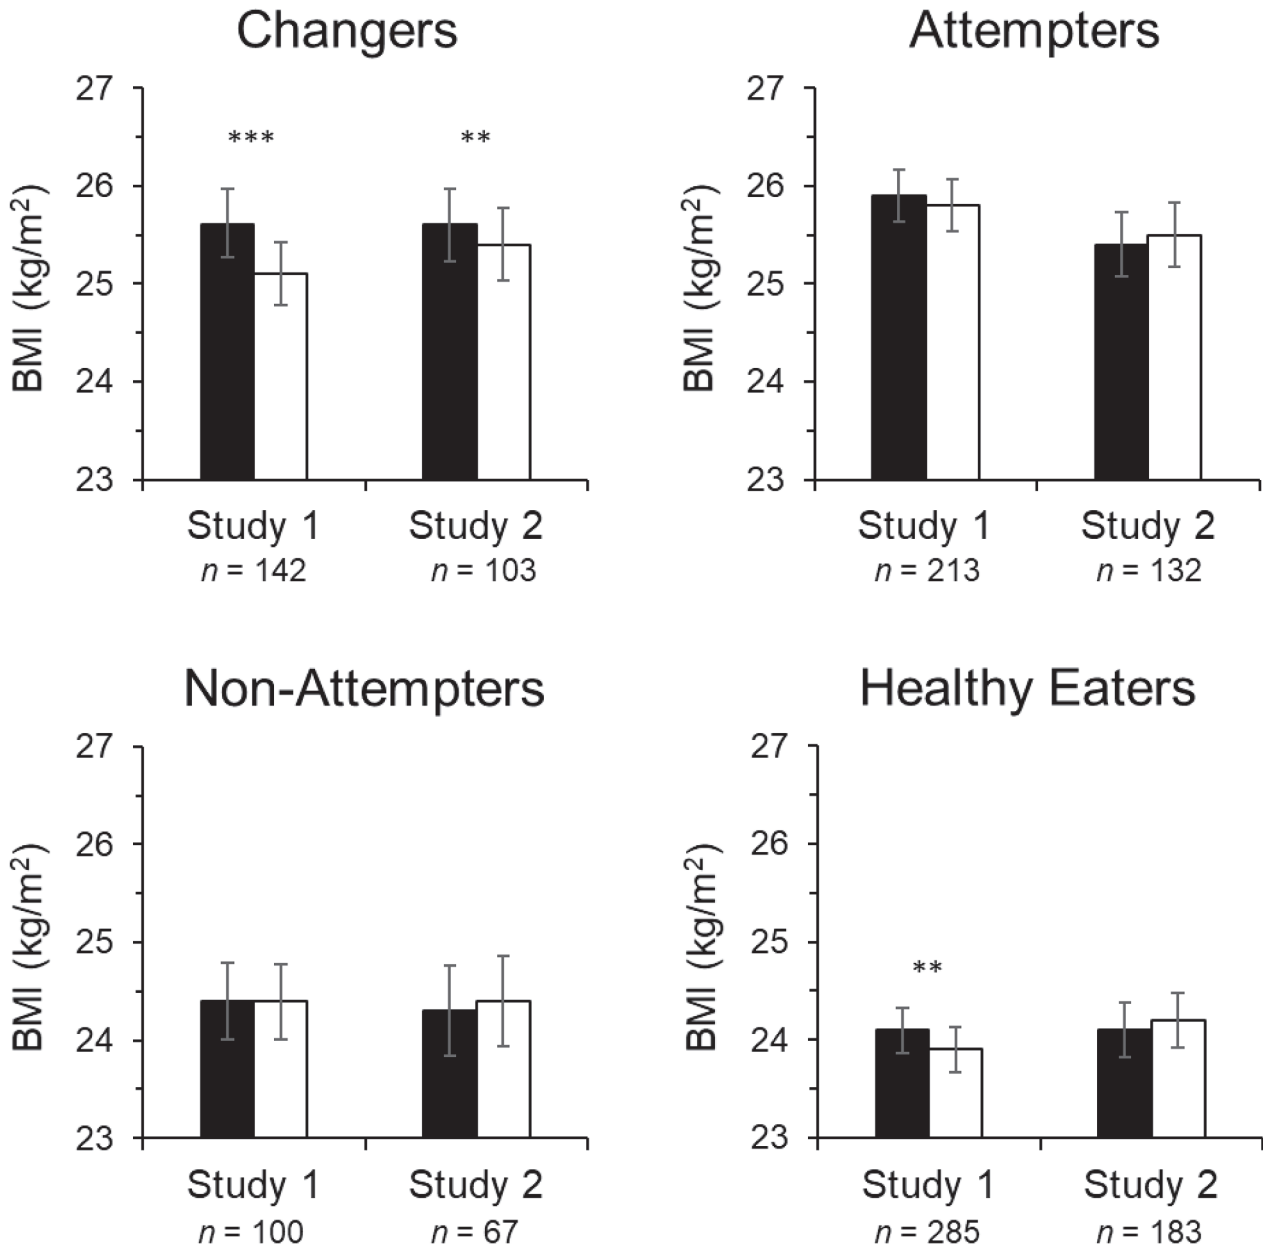 Changers
Attempters
27
26
25
24
23
BMI (kg/m²)
***
**
Study 1
Study 2
n = 142
n = 103
27
26
25
24
23
BMI (kg/m²)
Study 1
Study 2
n = 213
n = 132
Non-Attempters
Healthy Eaters
27
26
25
24
23
BMI (kg/m²)
Study 1
Study 2
n = 100
n = 67
27
26
25
24
23
BMI (kg/m²)
**
Study 1
Study 2
n = 285
n = 183